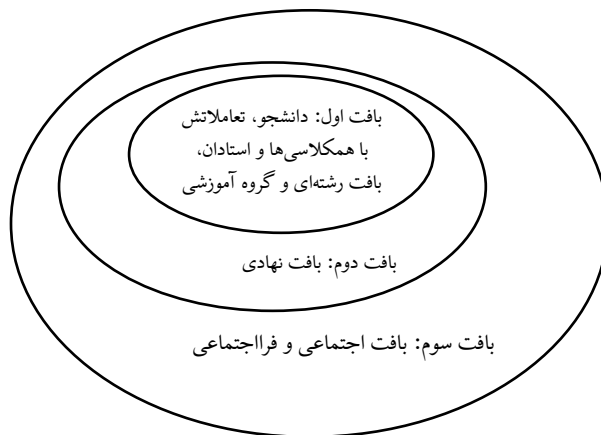 بافت اول: دانشجو، تعاملاتش
با همکلاسی‌ها و استادان،
بافت رشته‌ای و گروه آموزشی
بافت دوم: بافت نهادی
بافت سوم: بافت اجتماعی و فرااجتماعی